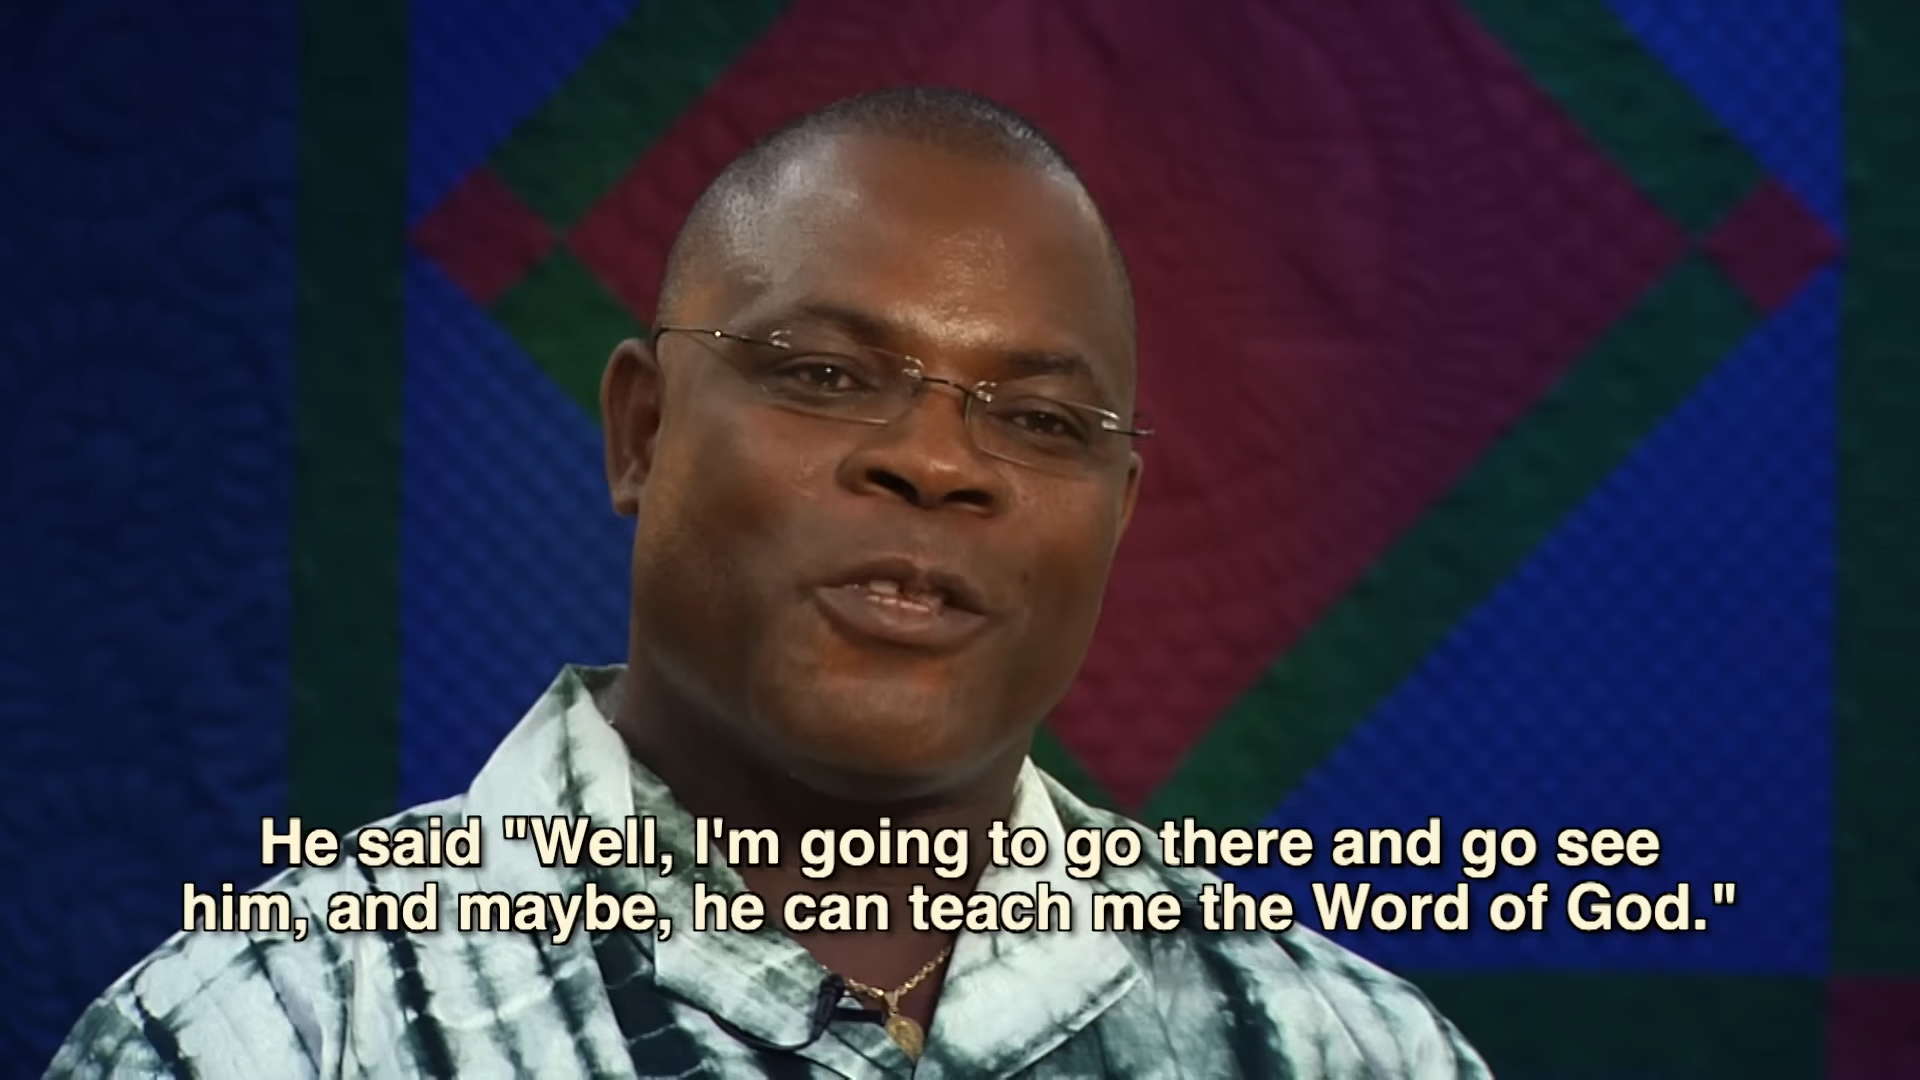 He said "Well, I'm going to go there and go see
him, and maybe, he can teach me the Word of God."